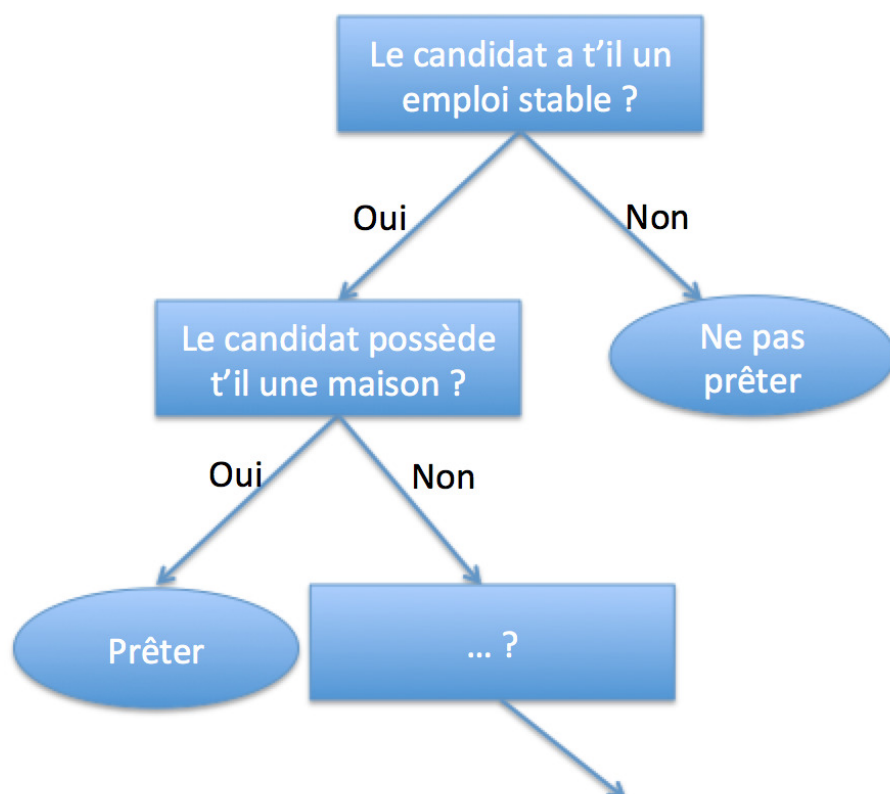 Le candidat a t’il un
emploi stable ?
Oui
Non
Le candidat possède
t’il une maison ?
Ne pas
prêter
Oui
Non
Prêter
... ?